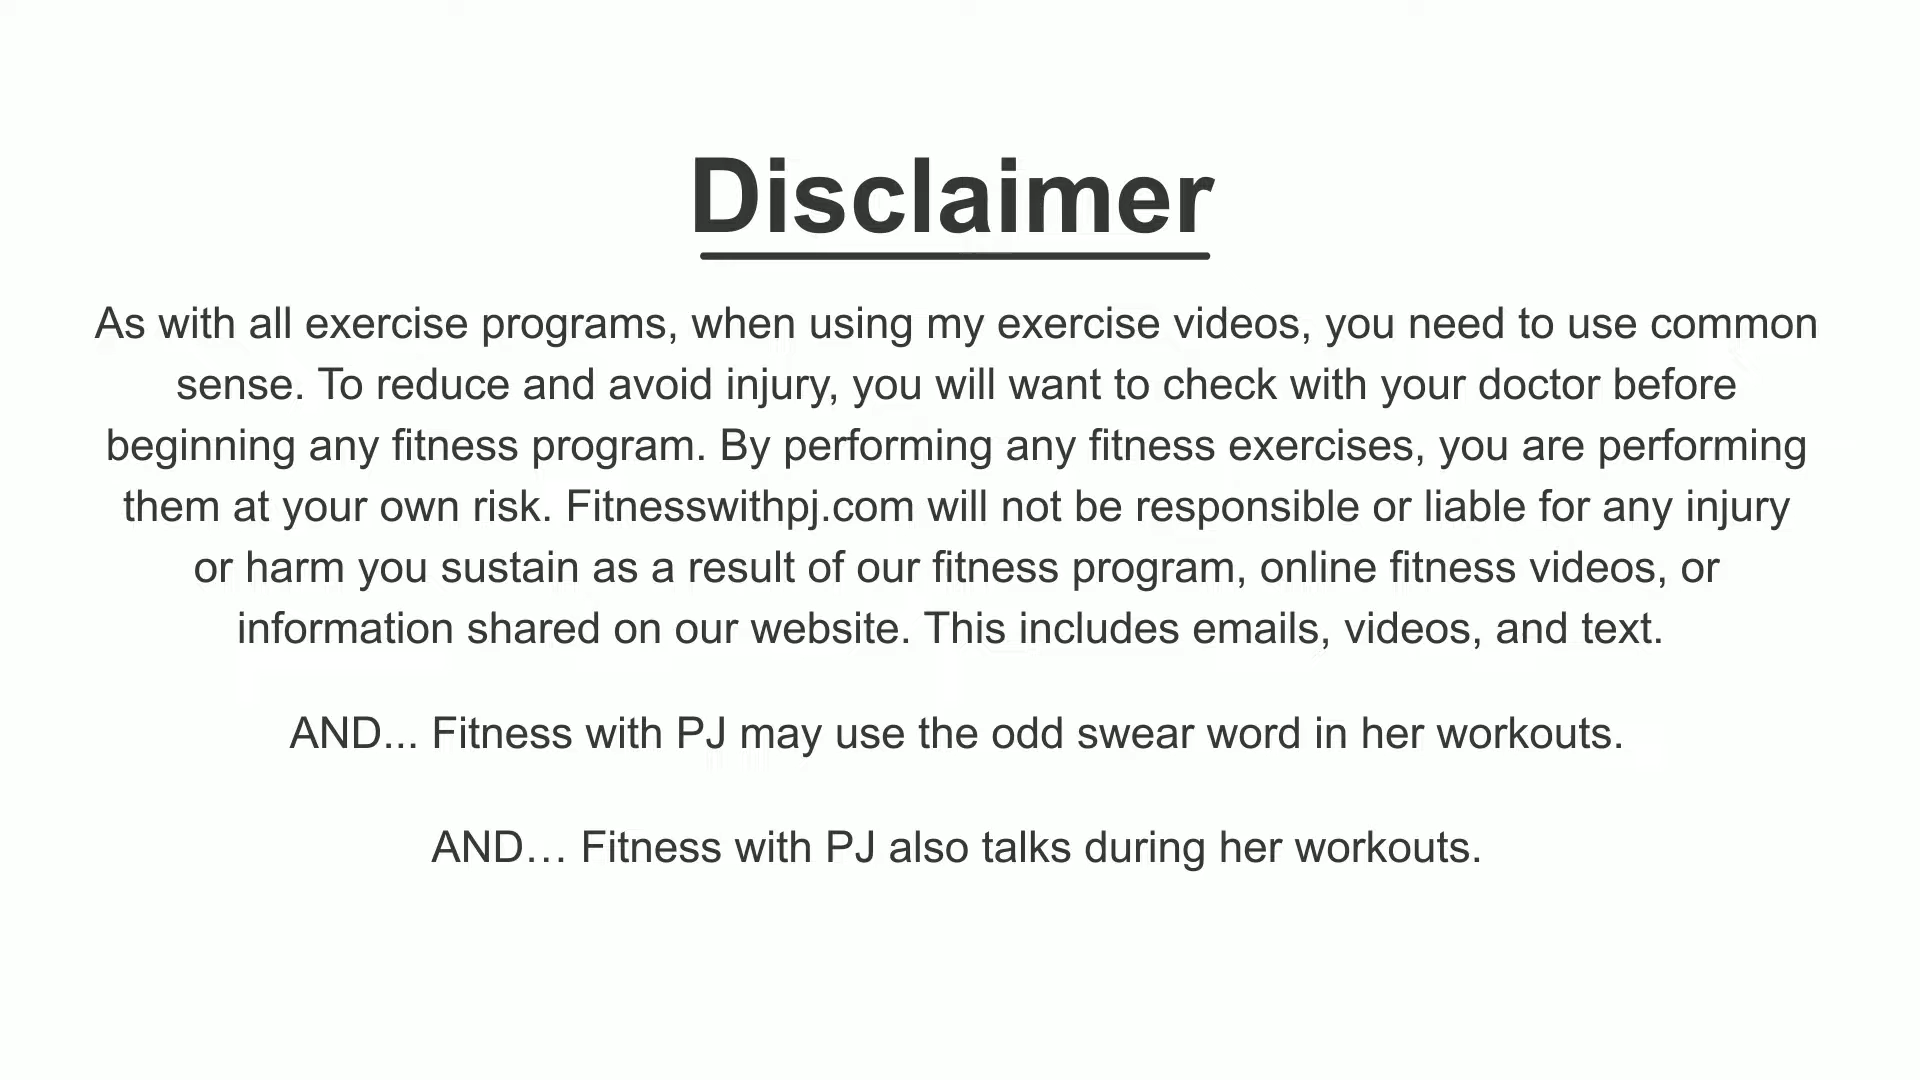 Disclaimer
As with all exercise programs, when using my exercise videos, you need to use common
sense. To reduce and avoid injury, you will want to check with your doctor before
beginning any fitness program. By performing any fitness exercises, you are performing
them at your own risk. Fitnesswithpj.com will not be responsible or liable for any injury
or harm you sustain as a result of our fitness program, online fitness videos, or
information shared on our website. This includes emails, videos, and text.
AND... Fitness with PJ may use the odd swear word in her workouts.
AND… Fitness with PJ also talks during her workouts.